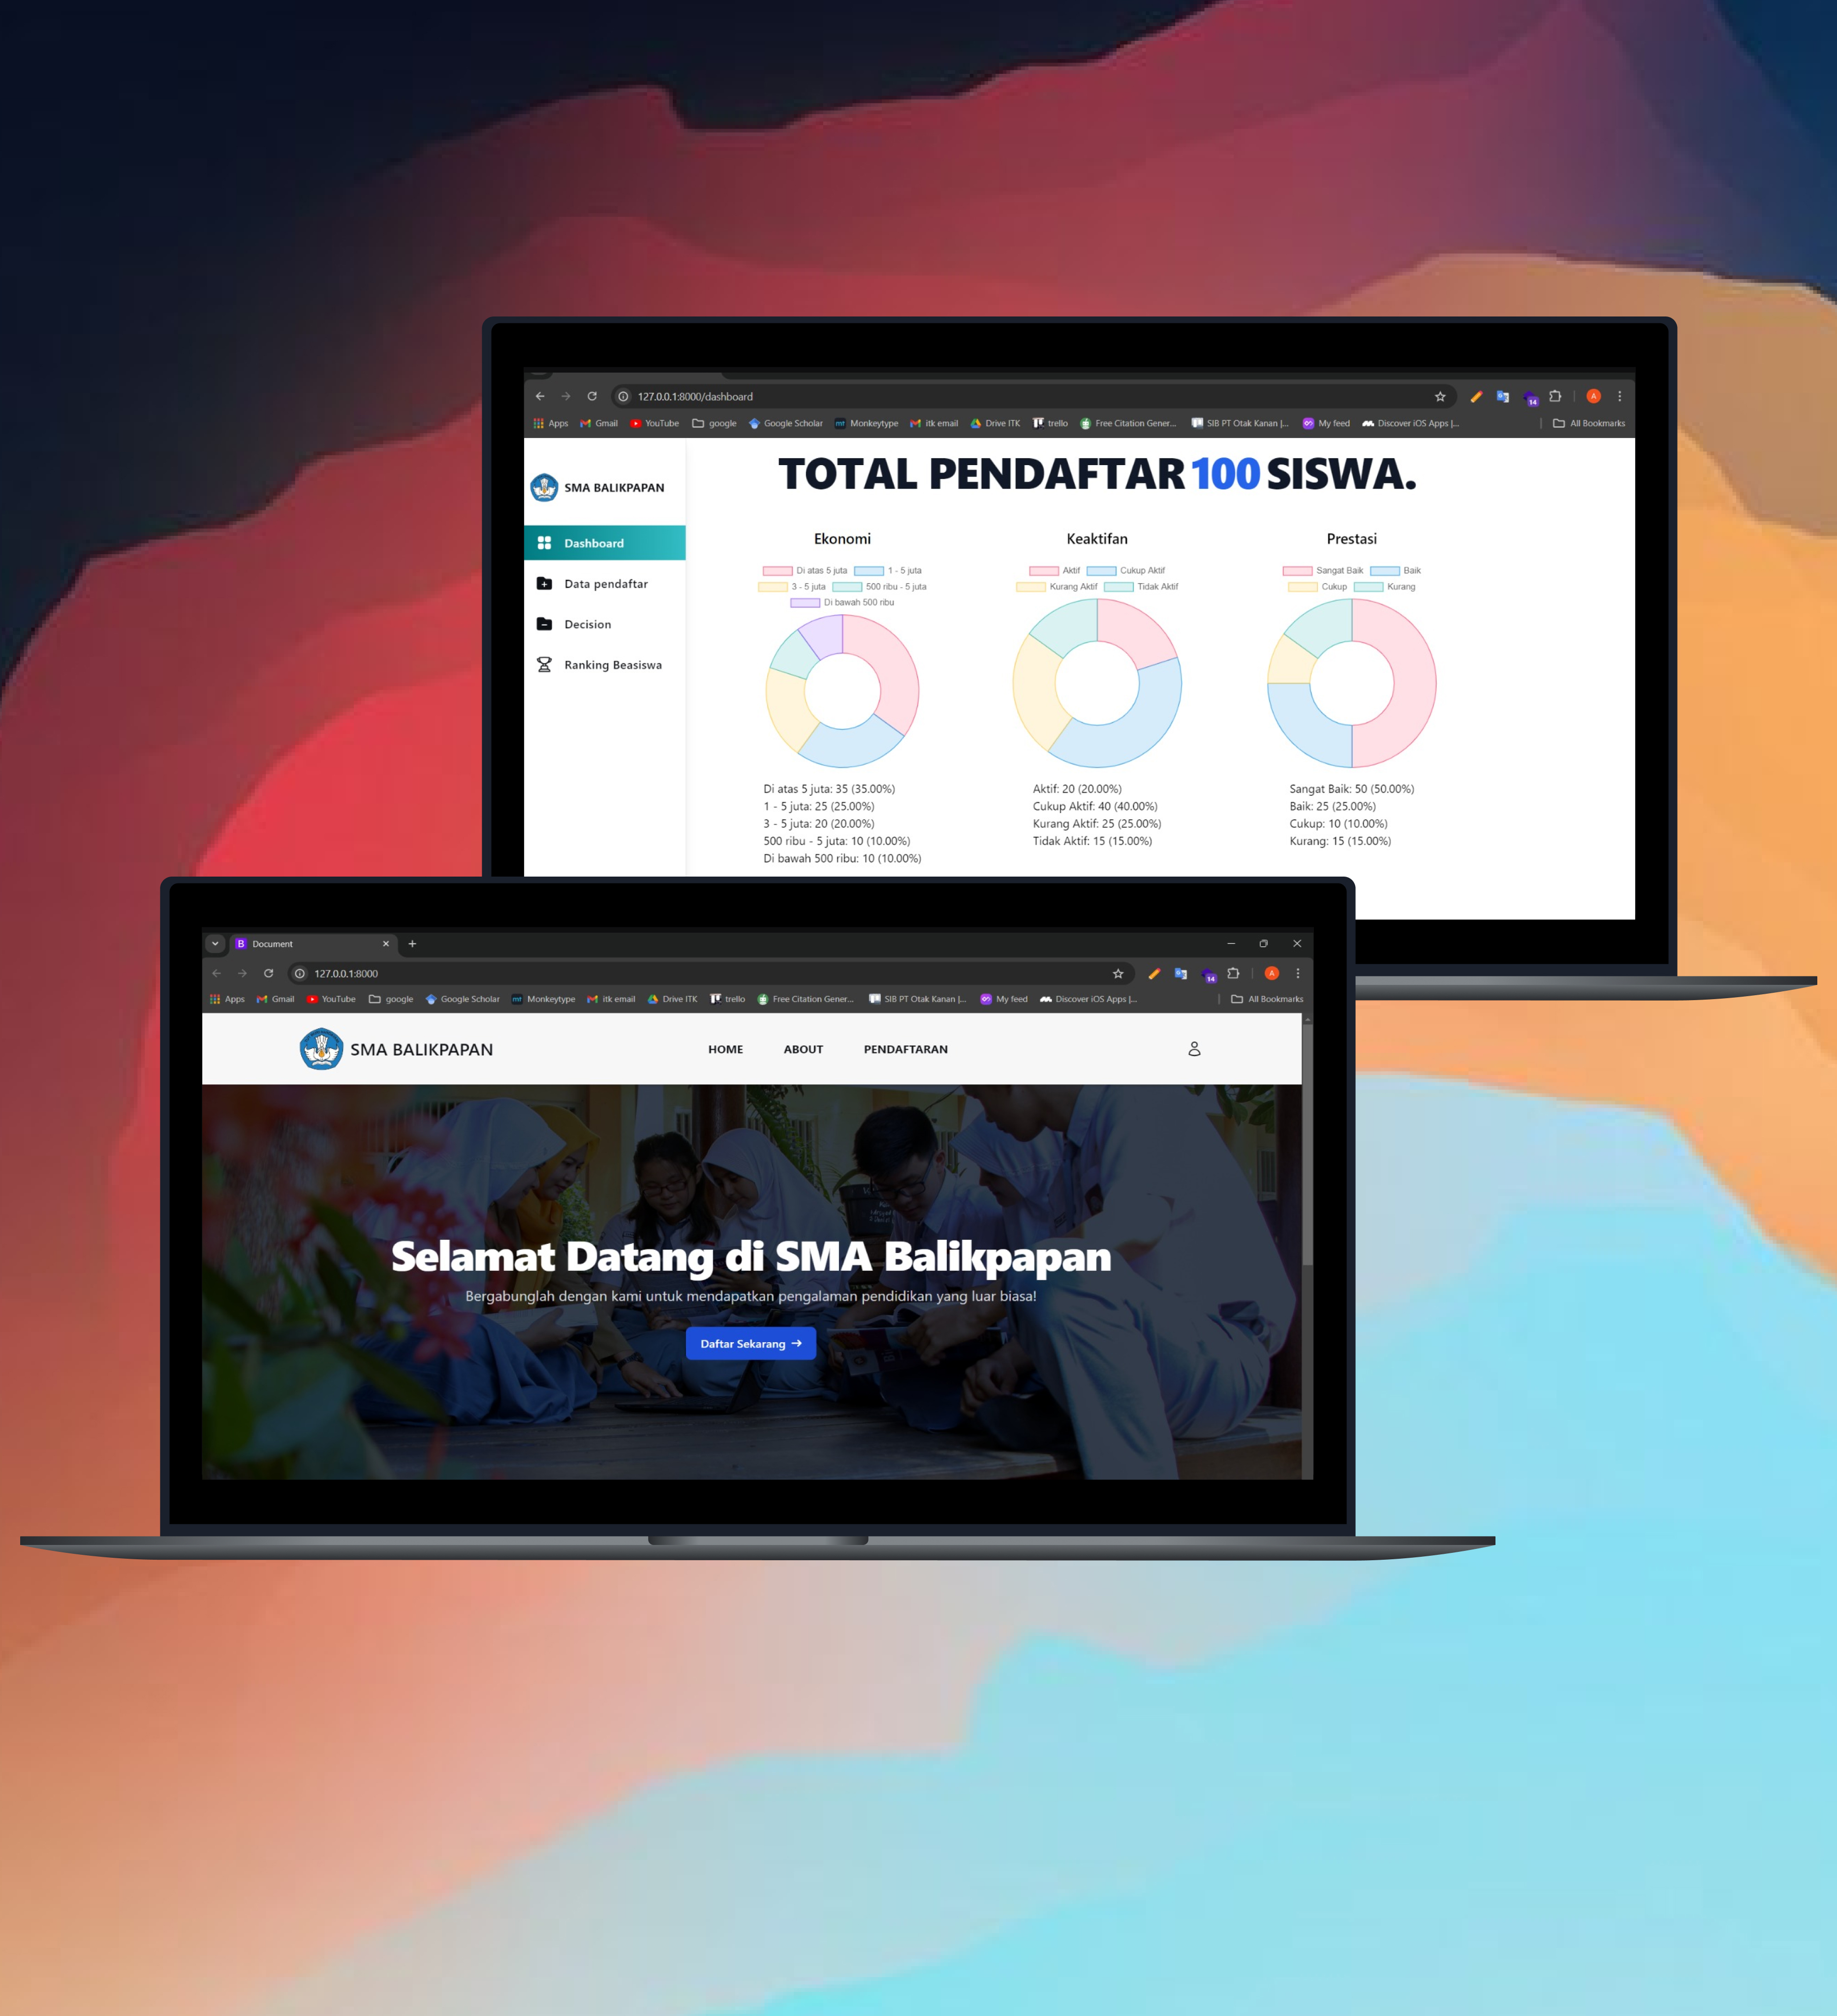 127.0.0.1:8000/dashboard
Apps Gmail YouTube google Google Scholar Monkeytype itk email Drive ITK trello Free Citation Gener... SIB PT Otak Kanan |... My feed Discover iOS Apps |... All Bookmarks
SMA BALIKPAPAN
Dashboard
Data pendaftar
Decision
Ranking Beasiswa
TOTAL PENDAFTAR 100 SISWA.
Ekonomi
Di atas 5 juta 1 - 5 juta
3 - 5 juta 500 ribu - 5 juta
Di bawah 500 ribu
Di atas 5 juta: 35 (35.00%)
1 - 5 juta: 25 (25.00%)
3 - 5 juta: 20 (20.00%)
500 ribu - 5 juta: 10 (10.00%)
Di bawah 500 ribu: 10 (10.00%)
Keaktifan
Aktif Cukup Aktif
Kurang Aktif Tidak Aktif
Aktif: 20 (20.00%)
Cukup Aktif: 40 (40.00%)
Kurang Aktif: 25 (25.00%)
Tidak Aktif: 15 (15.00%)
Prestasi
Sangat Baik Baik
Cukup Kurang
Sangat Baik: 50 (50.00%)
Baik: 25 (25.00%)
Cukup: 10 (10.00%)
Kurang: 15 (15.00%)
B Document
127.0.0.1:8000
Apps Gmail YouTube google Google Scholar Monkeytype itk email Drive ITK trello Free Citation Gener... SIB PT Otak Kanan |... My feed Discover iOS Apps |... All Bookmarks
SMA BALIKPAPAN
HOME ABOUT PENDAFTARAN
Selamat Datang di SMA Balikpapan
Bergabunglah dengan kami untuk mendapatkan pengalaman pendidikan yang luar biasa!
Daftar Sekarang →